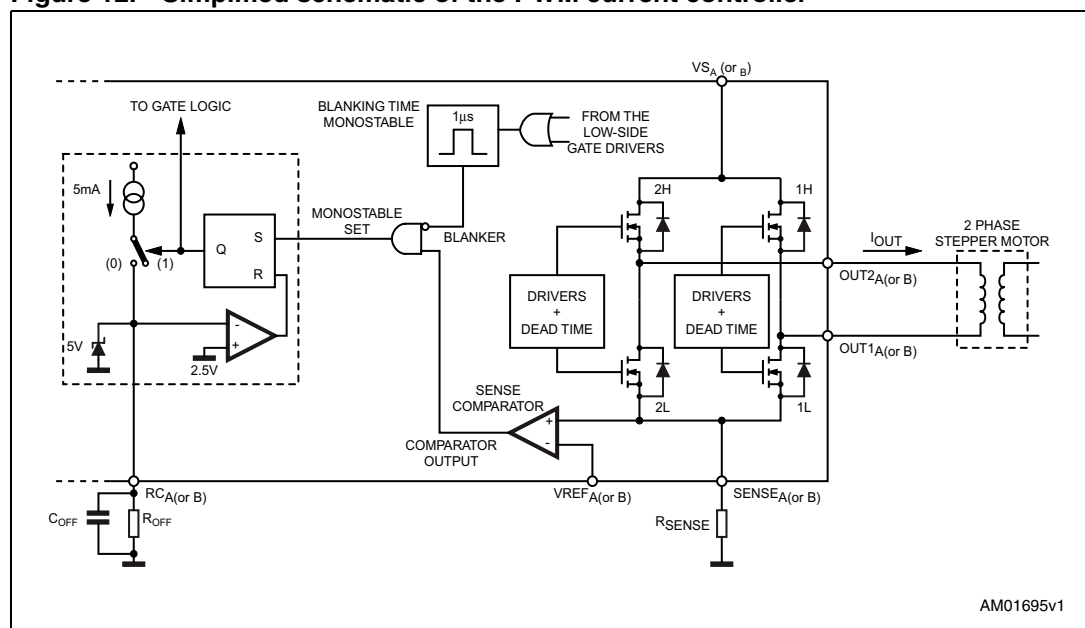 Figure 12. Simplified schematic of the PWM current controller
VSA (or B)
TO GATE LOGIC
BLANKING TIME
MONOSTABLE
1μs
FROM THE
LOW-SIDE
GATE DRIVERS
5mA
(0)
(1)
Q
S
R
MONOSTABLE
SET
BLANKER
2H
1H
IOUT
2 PHASE
STEPPER MOTOR
OUT2A(or B)
DRIVERS
+
DEAD TIME
DRIVERS
+
DEAD TIME
OUT1A(or B)
5V
-
+
2.5V
2L
1L
SENSE
COMPARATOR
+
-
COMPARATOR
OUTPUT
RCA(or B)
VREFA(or B)
SENSEA(or B)
COFF
ROFF
RSENSE
AM01695v1